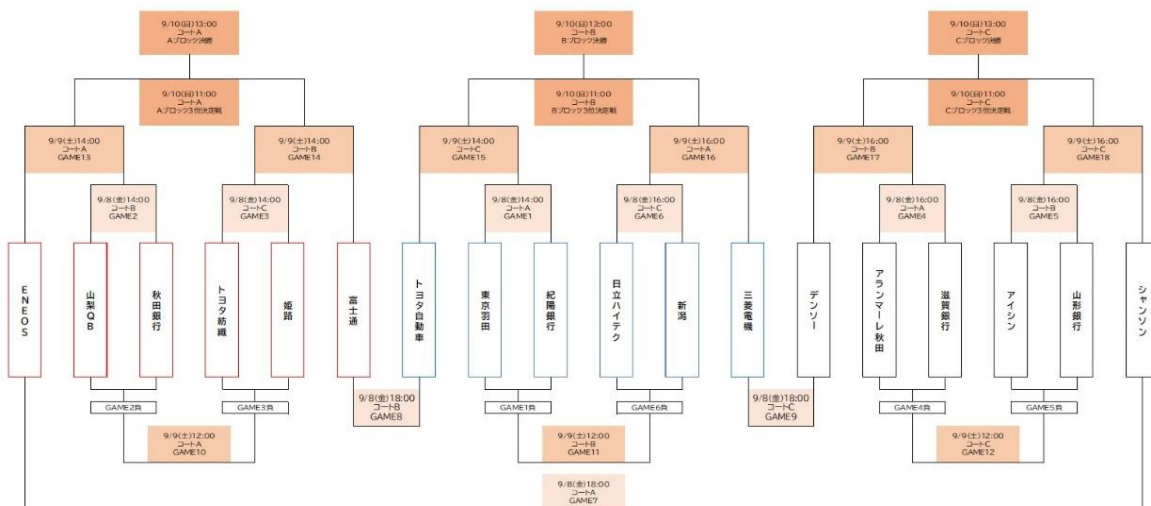 9/10(日)13:00
コートA
Aブロック決勝
9/10(日)13:00
コートB
Bブロック決勝
9/10(日)13:00
コートC
Cブロック決勝
9/10(日)11:00
コートA
Aブロック3位決定戦
9/10(日)11:00
コートB
Bブロック3位決定戦
9/10(日)11:00
コートC
Cブロック3位決定戦
9/9(土)14:00
コートA
GAME13
9/9(土)14:00
コートB
GAME14
9/9(土)14:00
コートC
GAME15
9/9(土)16:00
コートA
GAME16
9/9(土)16:00
コートB
GAME17
9/9(土)16:00
コートC
GAME18
9/8(金)14:00
コートB
GAME2
9/8(金)14:00
コートC
GAME3
9/8(金)14:00
コートA
GAME1
9/8(金)16:00
コートC
GAME6
9/8(金)16:00
コートA
GAME4
9/8(金)16:00
コートB
GAME5
ENEOS
山梨QB
秋田銀行
トヨタ紡織
姫路
富士通
トヨタ自動車
東京羽田
紀陽銀行
日立ハイテク
新潟
三菱電機
デンソー
アランマーレ秋田
滋賀銀行
アイシン
山形銀行
シャンソン
GAME2負
GAME3負
9/8(金)18:00
コートB
GAME8
GAME1負
GAME6負
9/8(金)18:00
コートC
GAME9
GAME4負
GAME5負
9/9(土)12:00
コートA
GAME10
9/9(土)12:00
コートB
GAME11
9/9(土)12:00
コートC
GAME12
9/8(金)18:00
コートA
GAME7